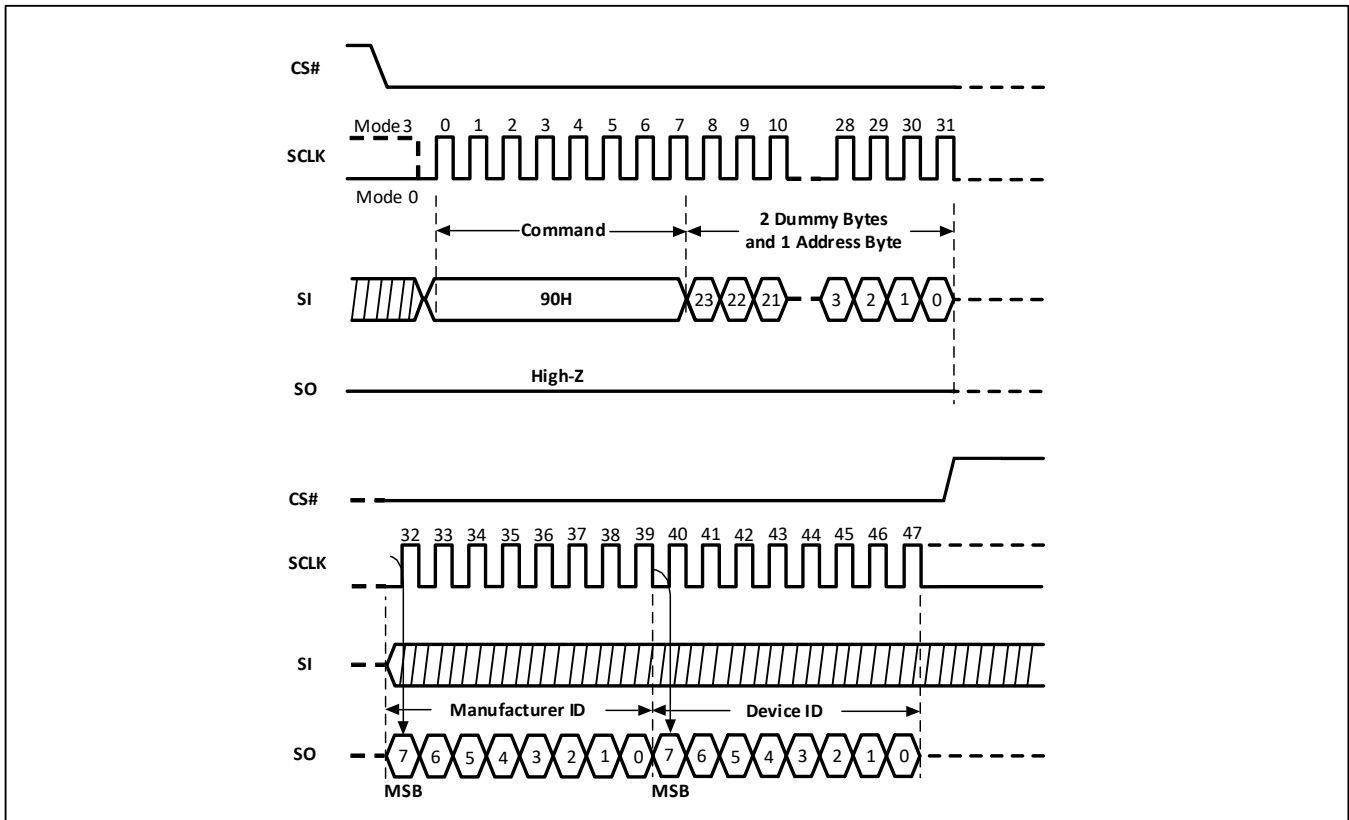 CS#
Mode 3 0 1 2 3 4 5 6 7 8 9 10 28 29 30 31
SCLK
Mode 0
Command
2 Dummy Bytes
and 1 Address Byte
SI 90H 23 22 21 3 2 1 0
High-Z
SO
CS#
32 33 34 35 36 37 38 39 40 41 42 43 44 45 46 47
SCLK
SI
Manufacturer ID Device ID
SO 7 6 5 4 3 2 1 0 7 6 5 4 3 2 1 0
MSB MSB